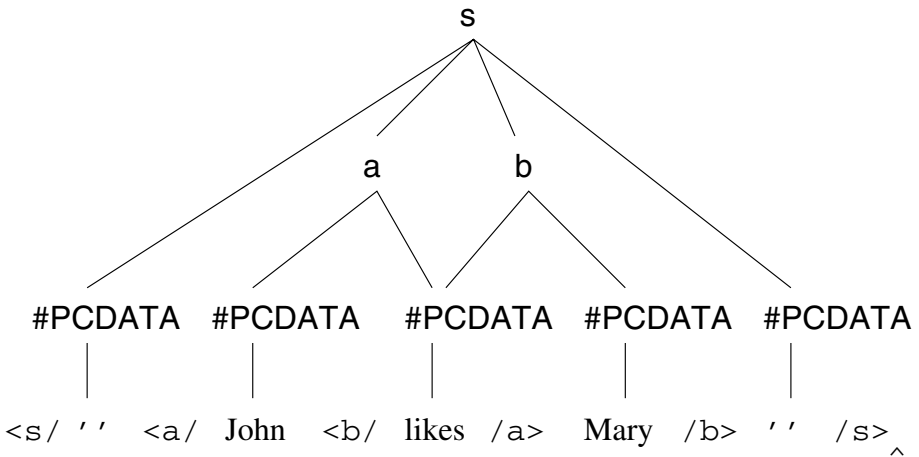 s
a b
#PCDATA #PCDATA #PCDATA #PCDATA #PCDATA
<s/ '' <a/ John <b/ likes /a> Mary /b> '' /s>
^